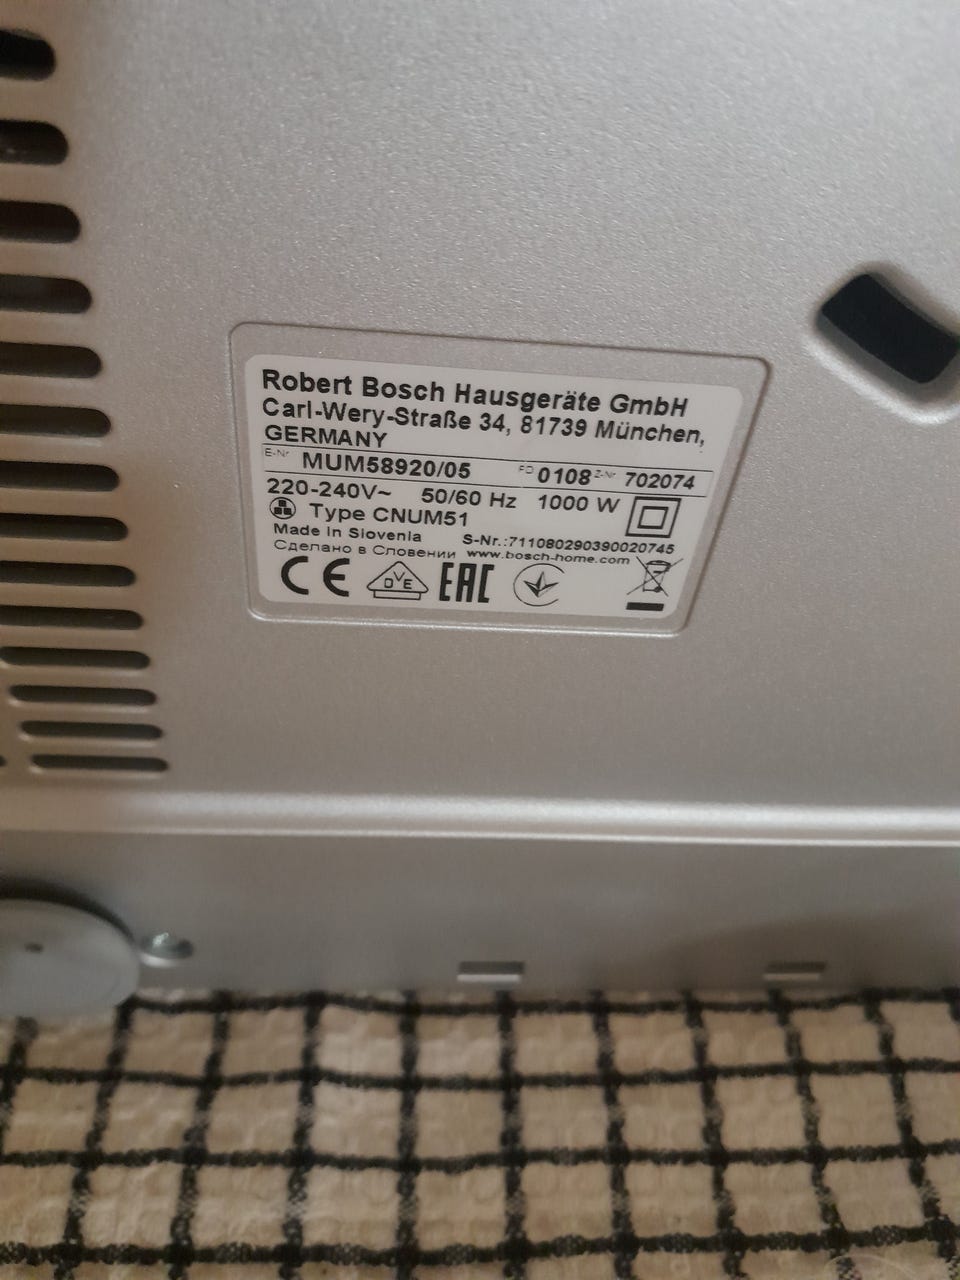 Robert Bosch Hausgeräte GmbH
Carl-Wery-Straße 34, 81739 München,
GERMANY
E-Nr MUM58920/05 FD 0108 Z-Nr 702074
220-240V~ 50/60 Hz 1000 W
Type CNUM51
Made in Slovenia S-Nr.:711080290390020745
Сделано в Словении www.bosch-home.com
CE DVE EAC